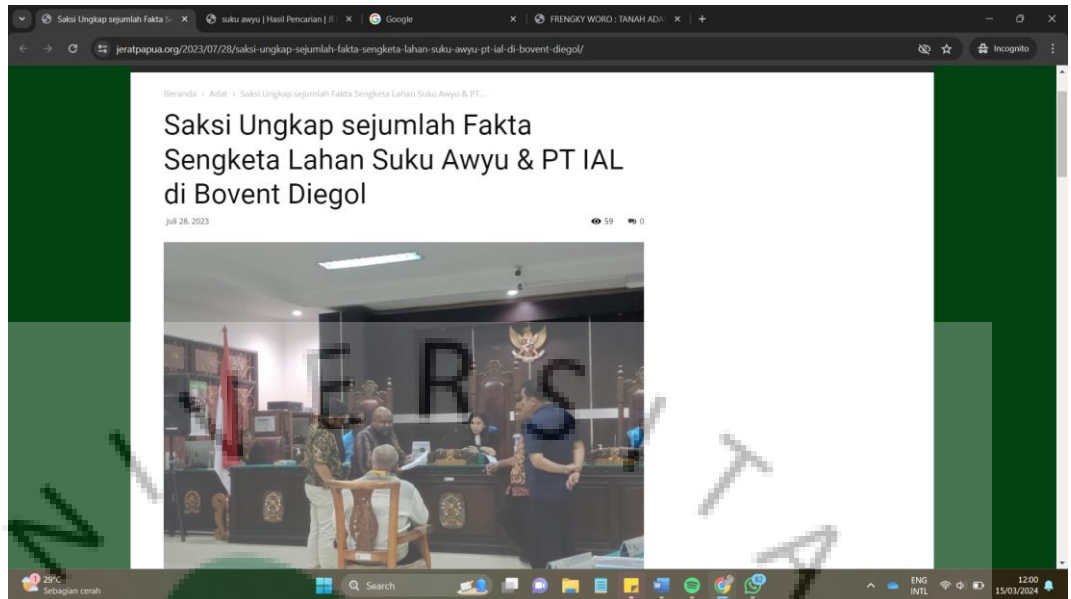 Saksi Ungkap sejumlah Fakta S
suku awyu | Hasil Pencarian | JE
Google
FRENGKY WORO : TANAH ADA
jeratpapua.org/2023/07/28/saksi-ungkap-sejumlah-fakta-sengketa-lahan-suku-awyu-pt-ial-di-bovent-diegol/
Incognito
Beranda › Adat › Saksi Ungkap sejumlah Fakta Sengketa Lahan Suku Awyu & PT...
Saksi Ungkap sejumlah Fakta
Sengketa Lahan Suku Awyu & PT IAL
di Bovent Diegol
Juli 28, 2023
59
0
N I V E R S I T A
29°C
Sebagian cerah
Search
ENG
INTL
12:00
15/03/2024